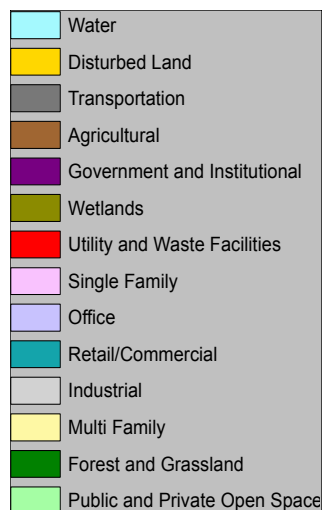 Water
Disturbed Land
Transportation
Agricultural
Government and Institutional
Wetlands
Utility and Waste Facilities
Single Family
Office
Retail/Commercial
Industrial
Multi Family
Forest and Grassland
Public and Private Open Space